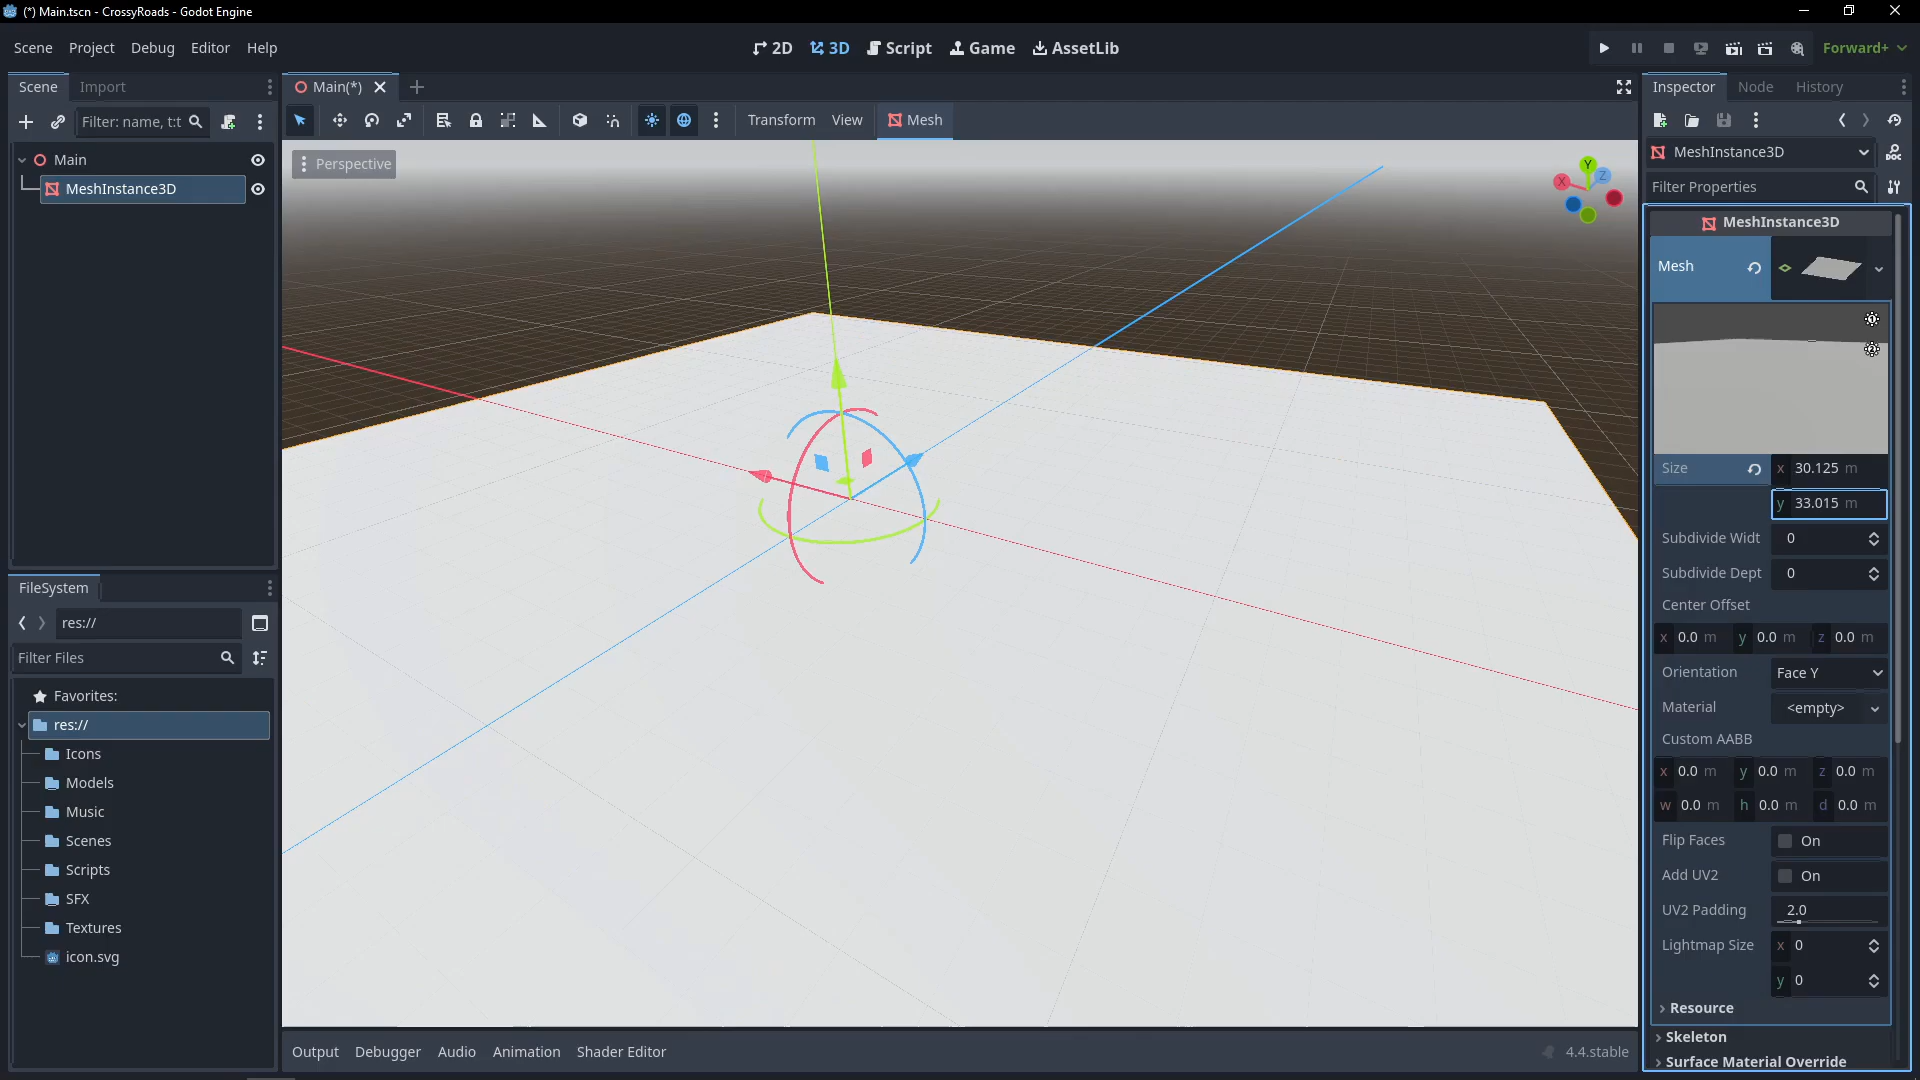 (*) Main.tscn - CrossyRoads - Godot Engine
Scene Project Debug Editor Help
2D 3D Script Game AssetLib
Forward+
Scene Import
Filter: name, t:t
Main
MeshInstance3D
FileSystem
res://
Filter Files
Favorites:
res://
Icons
Models
Music
Scenes
Scripts
SFX
Textures
icon.svg
Main(*)
Transform View Mesh
Perspective
Y
X Z
Output Debugger Audio Animation Shader Editor
4.4.stable
Inspector Node History
MeshInstance3D
DOC
Filter Properties
MeshInstance3D
Mesh
1
2
Size x 30.125 m
y 33.015 m
Subdivide Widt 0
Subdivide Dept 0
Center Offset
x 0.0 m y 0.0 m z 0.0 m
Orientation Face Y
Material <empty>
Custom AABB
x 0.0 m y 0.0 m z 0.0 m
w 0.0 m h 0.0 m d 0.0 m
Flip Faces On
Add UV2 On
UV2 Padding 2.0
Lightmap Size x 0
y 0
Resource
Skeleton
Surface Material Override